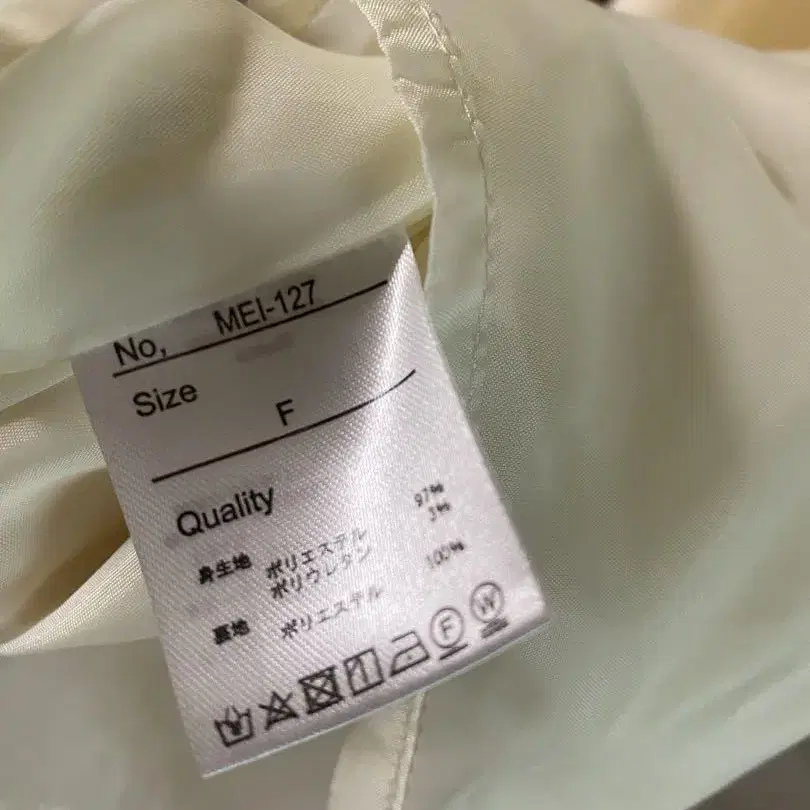 No, MEI-127
Size F
Quality
身生地 ポリエステル 97%
ポリウレタン 3%
裏地 ポリエステル 100%
F W